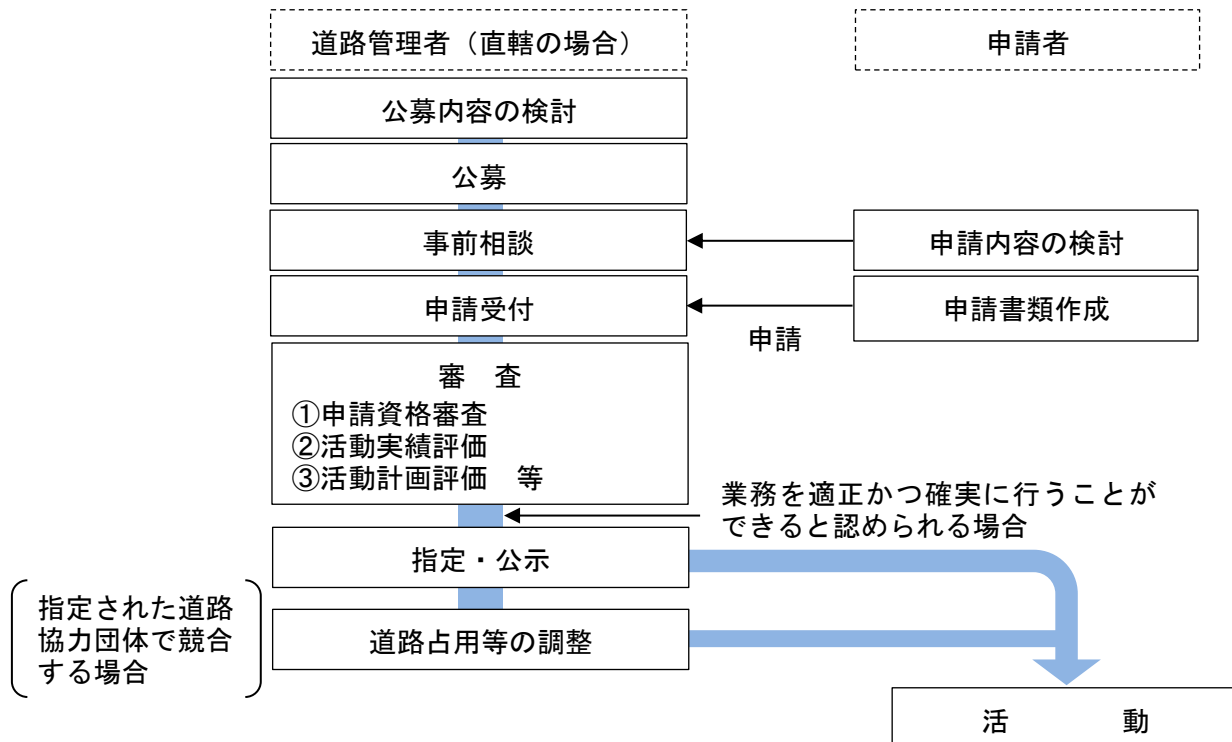 道路管理者（直轄の場合）
申請者
公募内容の検討
公募
事前相談
申請内容の検討
申請受付
申請書類作成
申請
審　査
①申請資格審査
②活動実績評価
③活動計画評価　等
業務を適正かつ確実に行うことが
できると認められる場合
指定・公示
指定された道路
協力団体で競合
する場合
道路占用等の調整
活　　　動